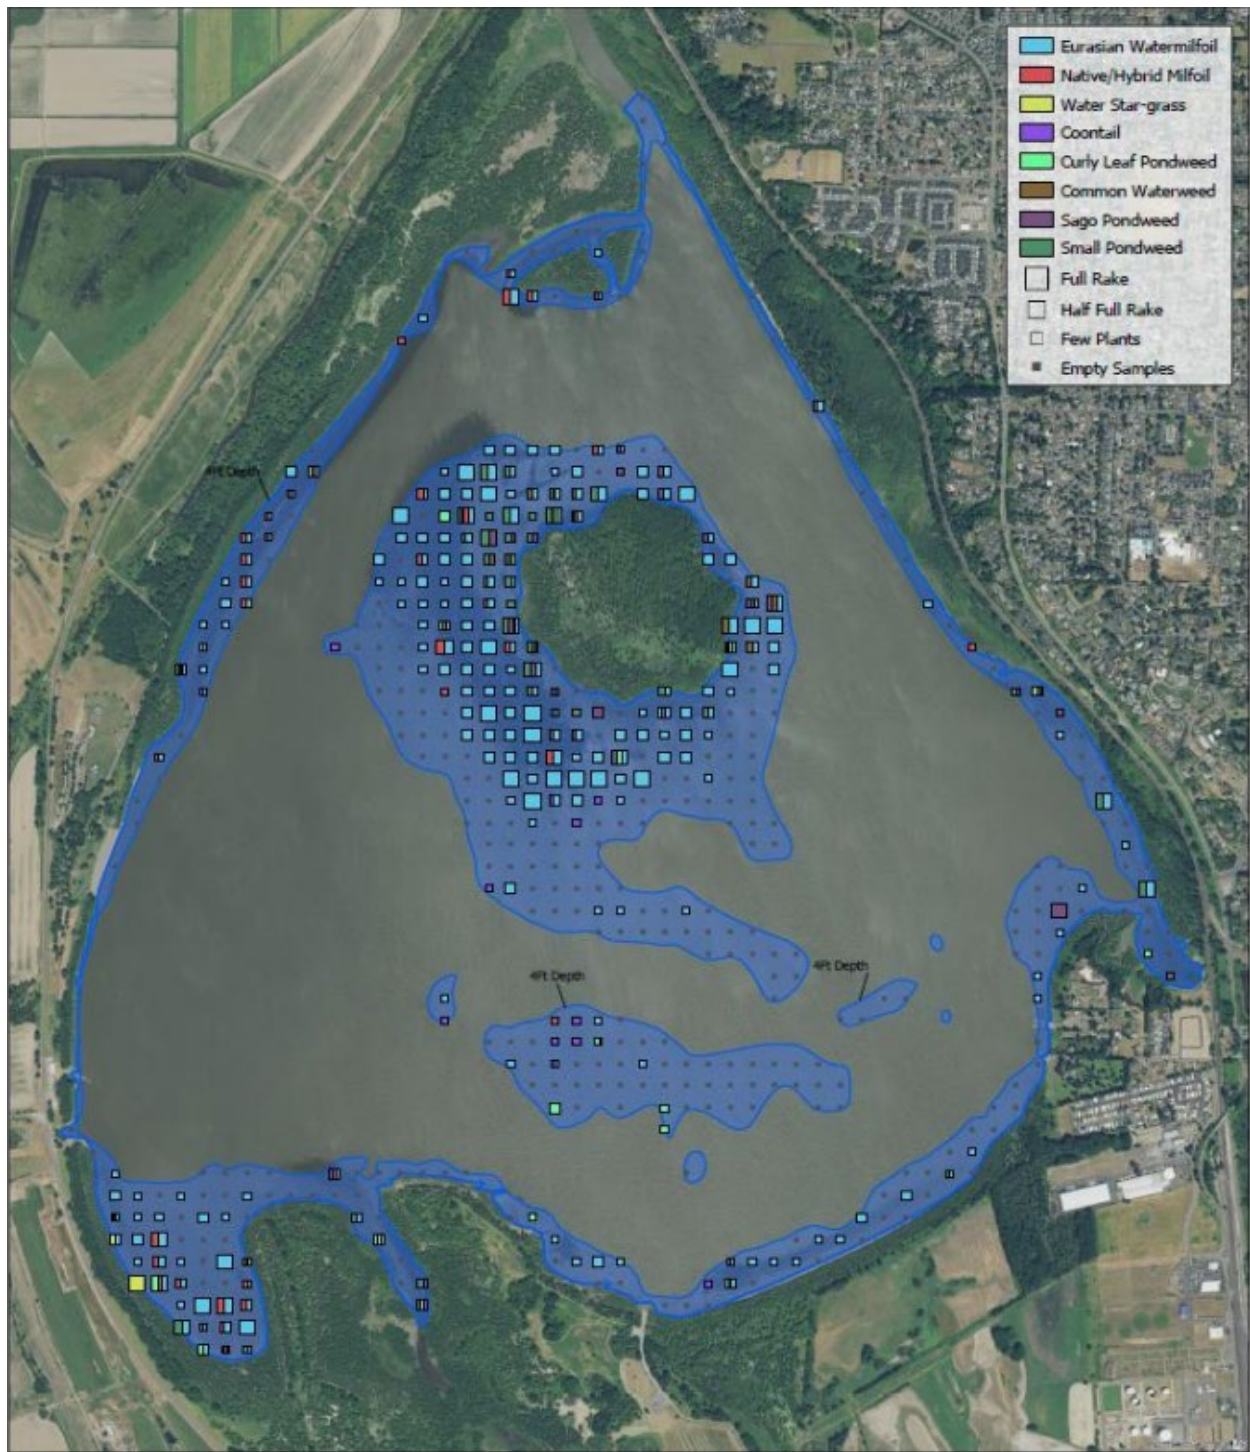 Eurasian Watermilfoil
Native/Hybrid Milfoil
Water Star-grass
Coontail
Curly Leaf Pondweed
Common Waterweed
Sago Pondweed
Small Pondweed
Full Rake
Half Full Rake
Few Plants
Empty Samples
4Ft Depth
4Ft Depth
4Ft Depth